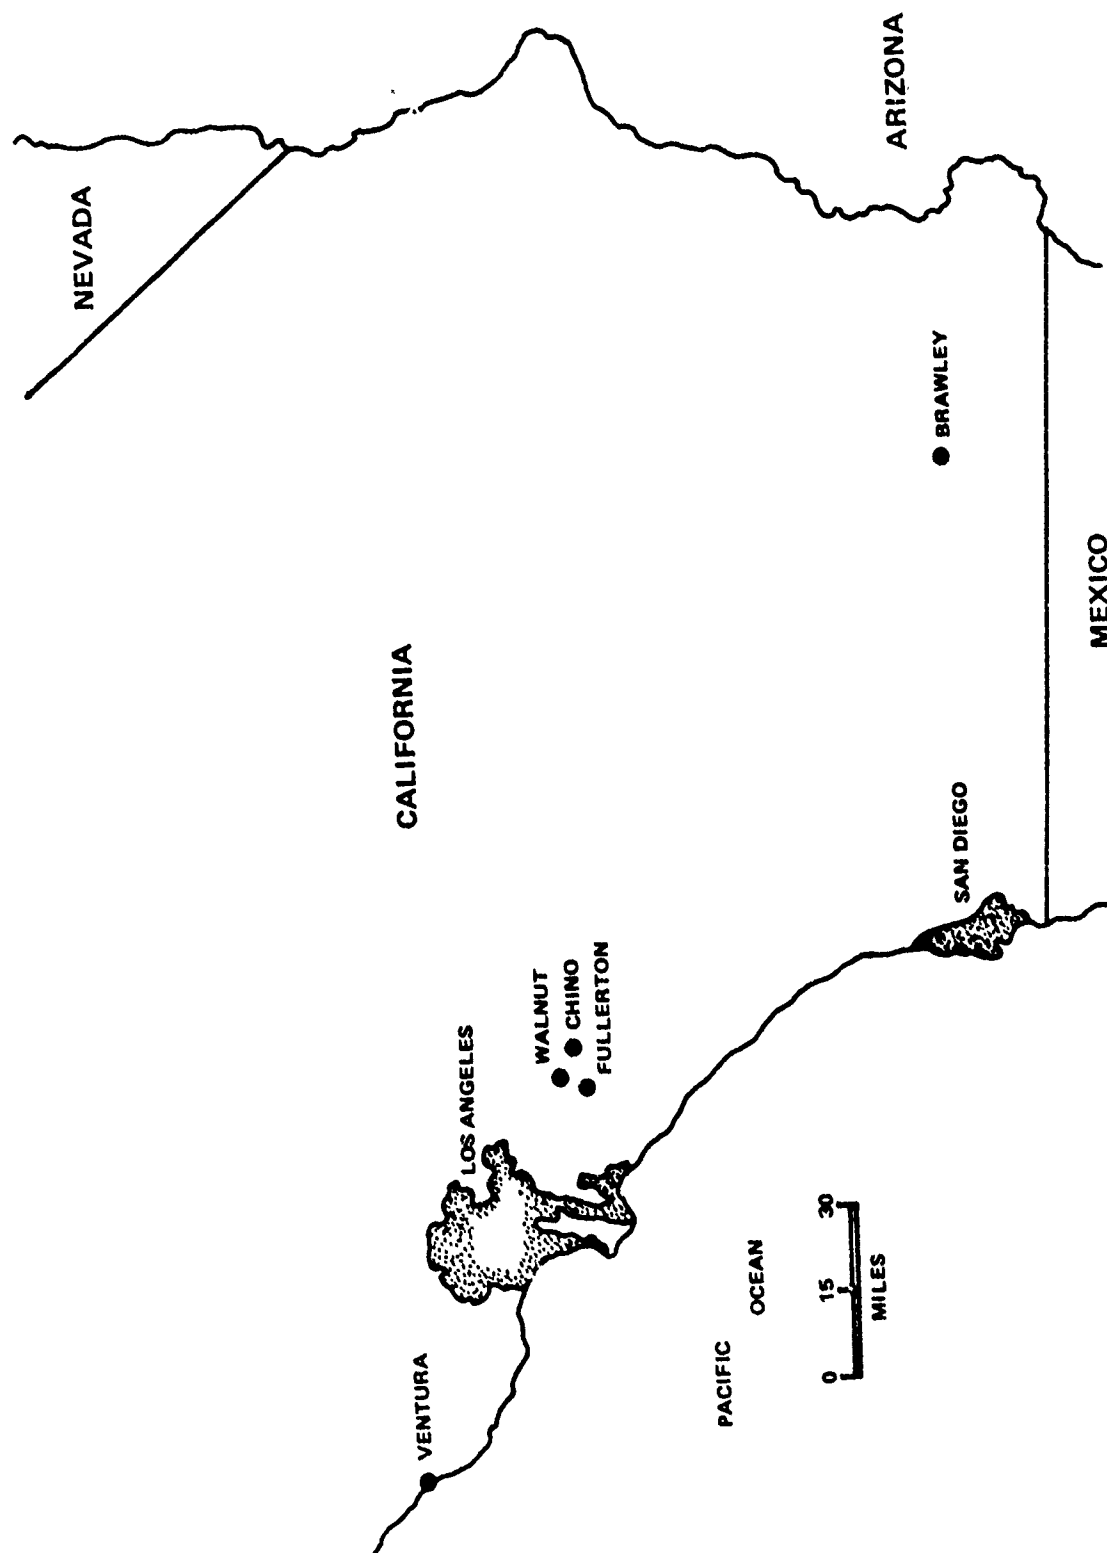 NEVADA
ARIZONA
CALIFORNIA
VENTURA
LOS ANGELES
WALNUT
CHINO
FULLERTON
BRAWLEY
SAN DIEGO
MEXICO
PACIFIC
OCEAN
0 15 30
MILES